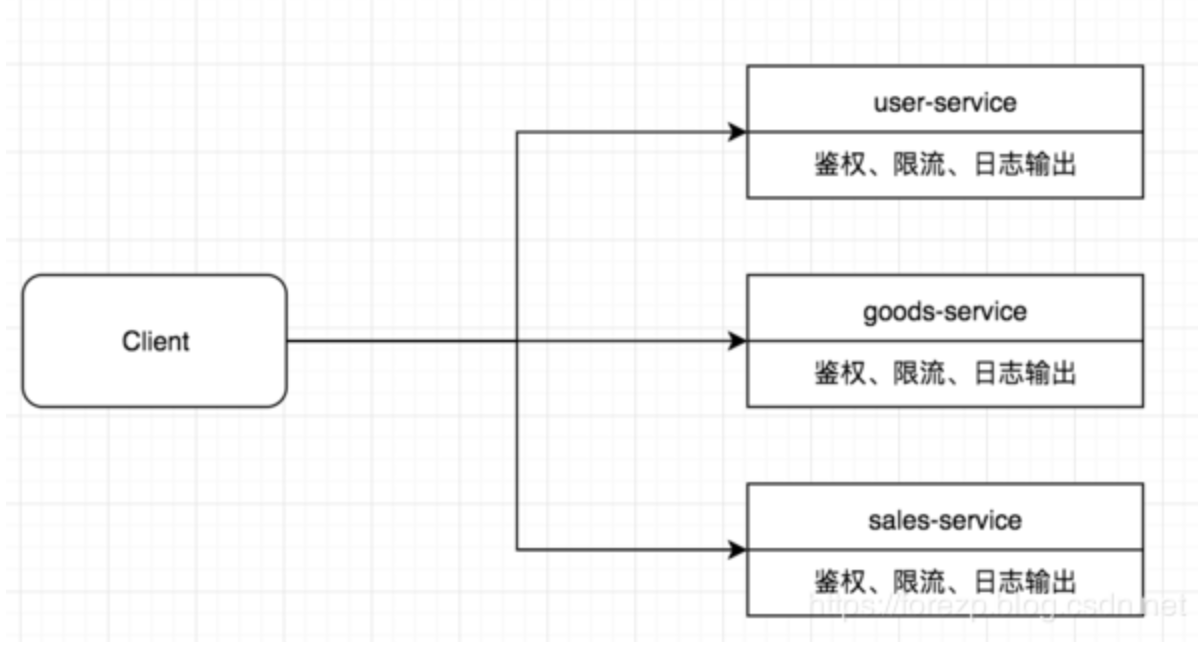 user-service
鉴权、限流、日志输出
Client
goods-service
鉴权、限流、日志输出
sales-service
鉴权、限流、日志输出
https://forezp.blog.csdn.net